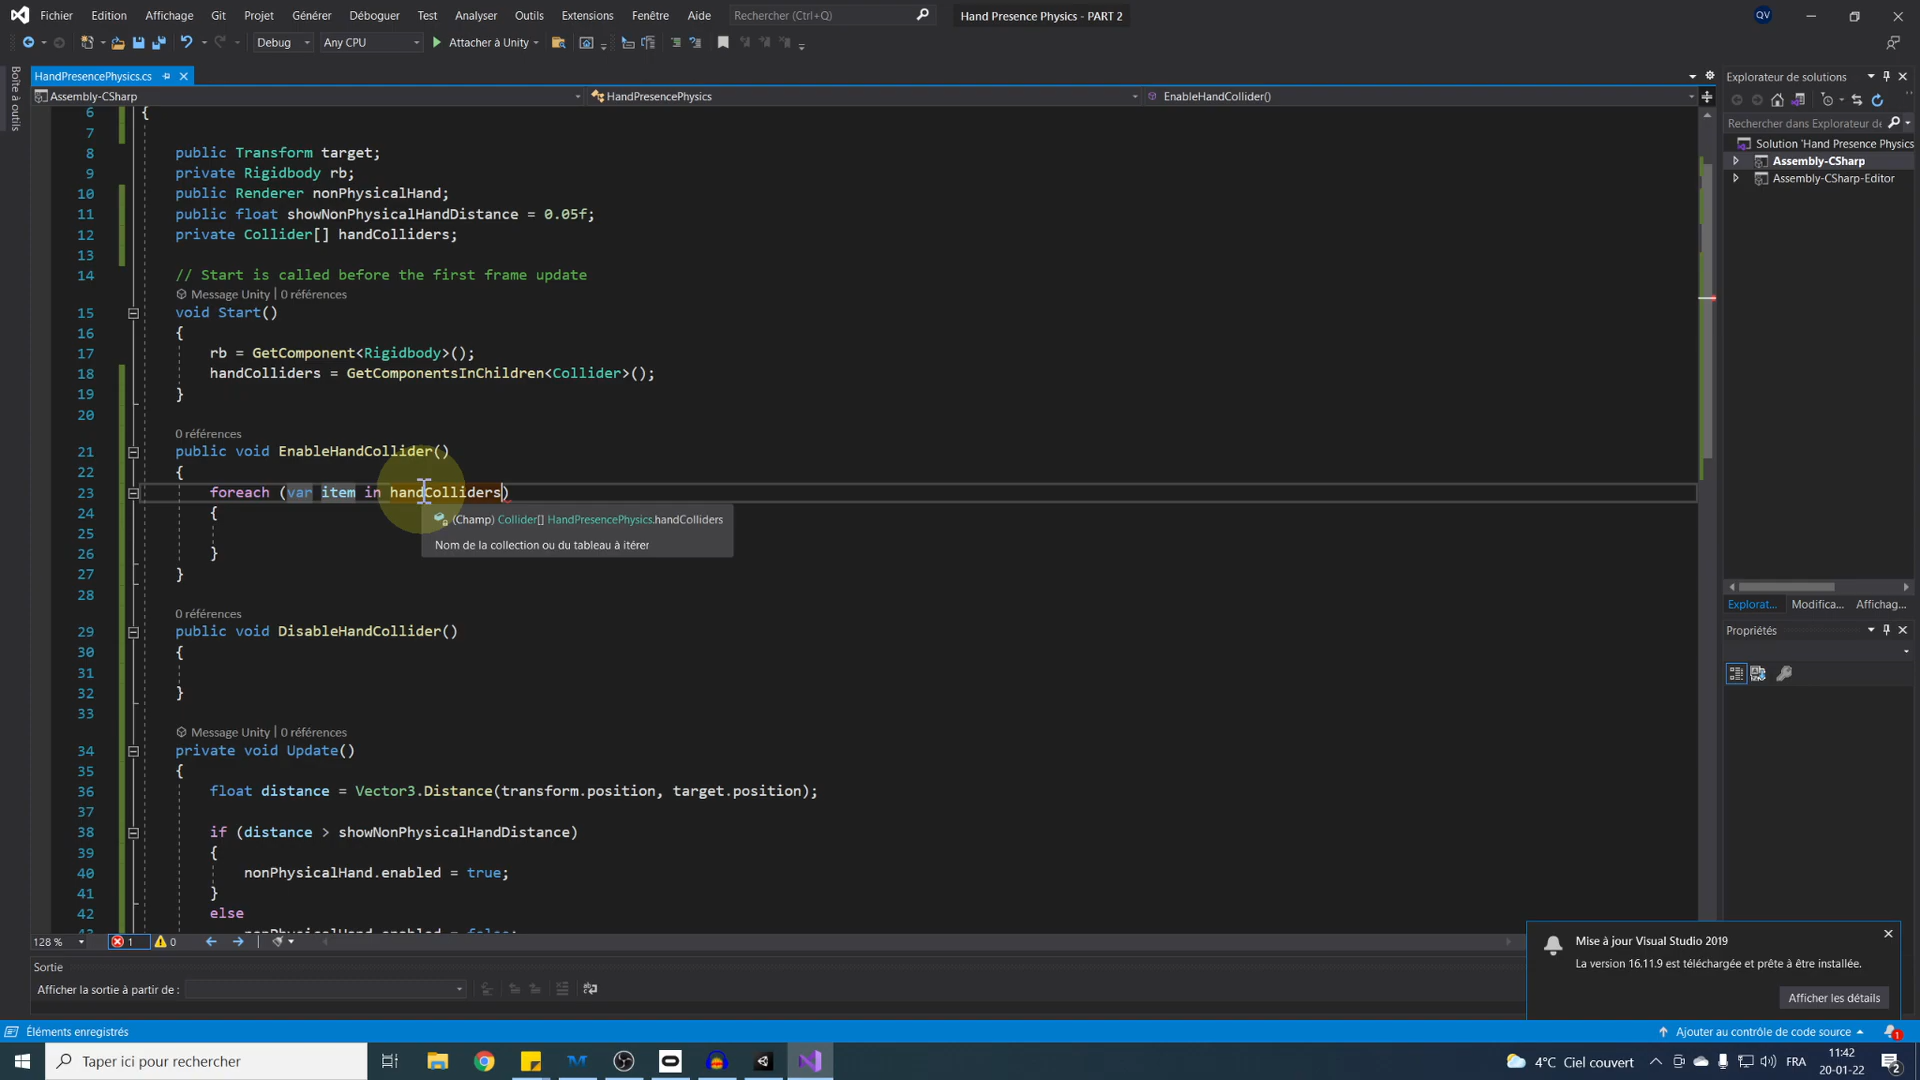 Fichier Edition Affichage Git Projet Générer Déboguer Test Analyser Outils Extensions Fenêtre Aide Rechercher (Ctrl+Q) Hand Presence Physics - PART 2 QV
Debug Any CPU Attacher à Unity
HandPresencePhysics.cs
Boîte à outils
Assembly-CSharp HandPresencePhysics EnableHandCollider()
6 {
7
8 public Transform target;
9 private Rigidbody rb;
10 public Renderer nonPhysicalHand;
11 public float showNonPhysicalHandDistance = 0.05f;
12 private Collider[] handColliders;
13
14 // Start is called before the first frame update
Message Unity | 0 références
15 void Start()
16 {
17 rb = GetComponent<Rigidbody>();
18 handColliders = GetComponentsInChildren<Collider>();
19 }
20
0 références
21 public void EnableHandCollider()
22 {
23 foreach (var item in handColliders)
24 {
(Champ) Collider[] HandPresencePhysics.handColliders
25
Nom de la collection ou du tableau à itérer
26 }
27 }
28
0 références
29 public void DisableHandCollider()
30 {
31
32 }
33
Message Unity | 0 références
34 private void Update()
35 {
36 float distance = Vector3.Distance(transform.position, target.position);
37
38 if (distance > showNonPhysicalHandDistance)
39 {
40 nonPhysicalHand.enabled = true;
41 }
42 else
43 nonPhysicalHand.enabled = false;
128 % 1 0
Sortie
Afficher la sortie à partir de :
Éléments enregistrés
Explorateur de solutions
Rechercher dans Explorateur de
Solution 'Hand Presence Physics
Assembly-CSharp
Assembly-CSharp-Editor
Explorat... Modifica... Affichag...
Propriétés
Mise à jour Visual Studio 2019
La version 16.11.9 est téléchargée et prête à être installée.
Afficher les détails
Ajouter au contrôle de code source 1
Taper ici pour rechercher
4°C Ciel couvert FRA 11:42
20-01-22 2